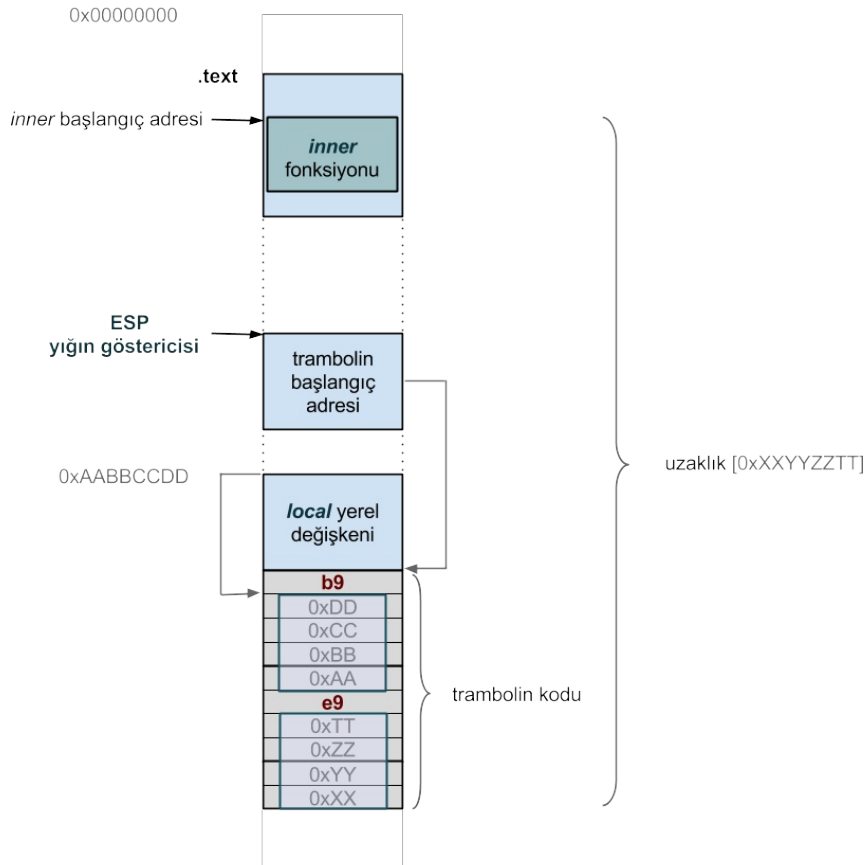 0x00000000
.text
inner başlangıç adresi
inner
fonksiyonu
ESP
yığın göstericisi
trambolin
başlangıç
adresi
uzaklık [0xXXYYZZTT]
0xAABBCCDD
local yerel
değişkeni
b9
0xDD
0xCC
0xBB
0xAA
e9
trambolin kodu
0xTT
0xZZ
0xYY
0xXX